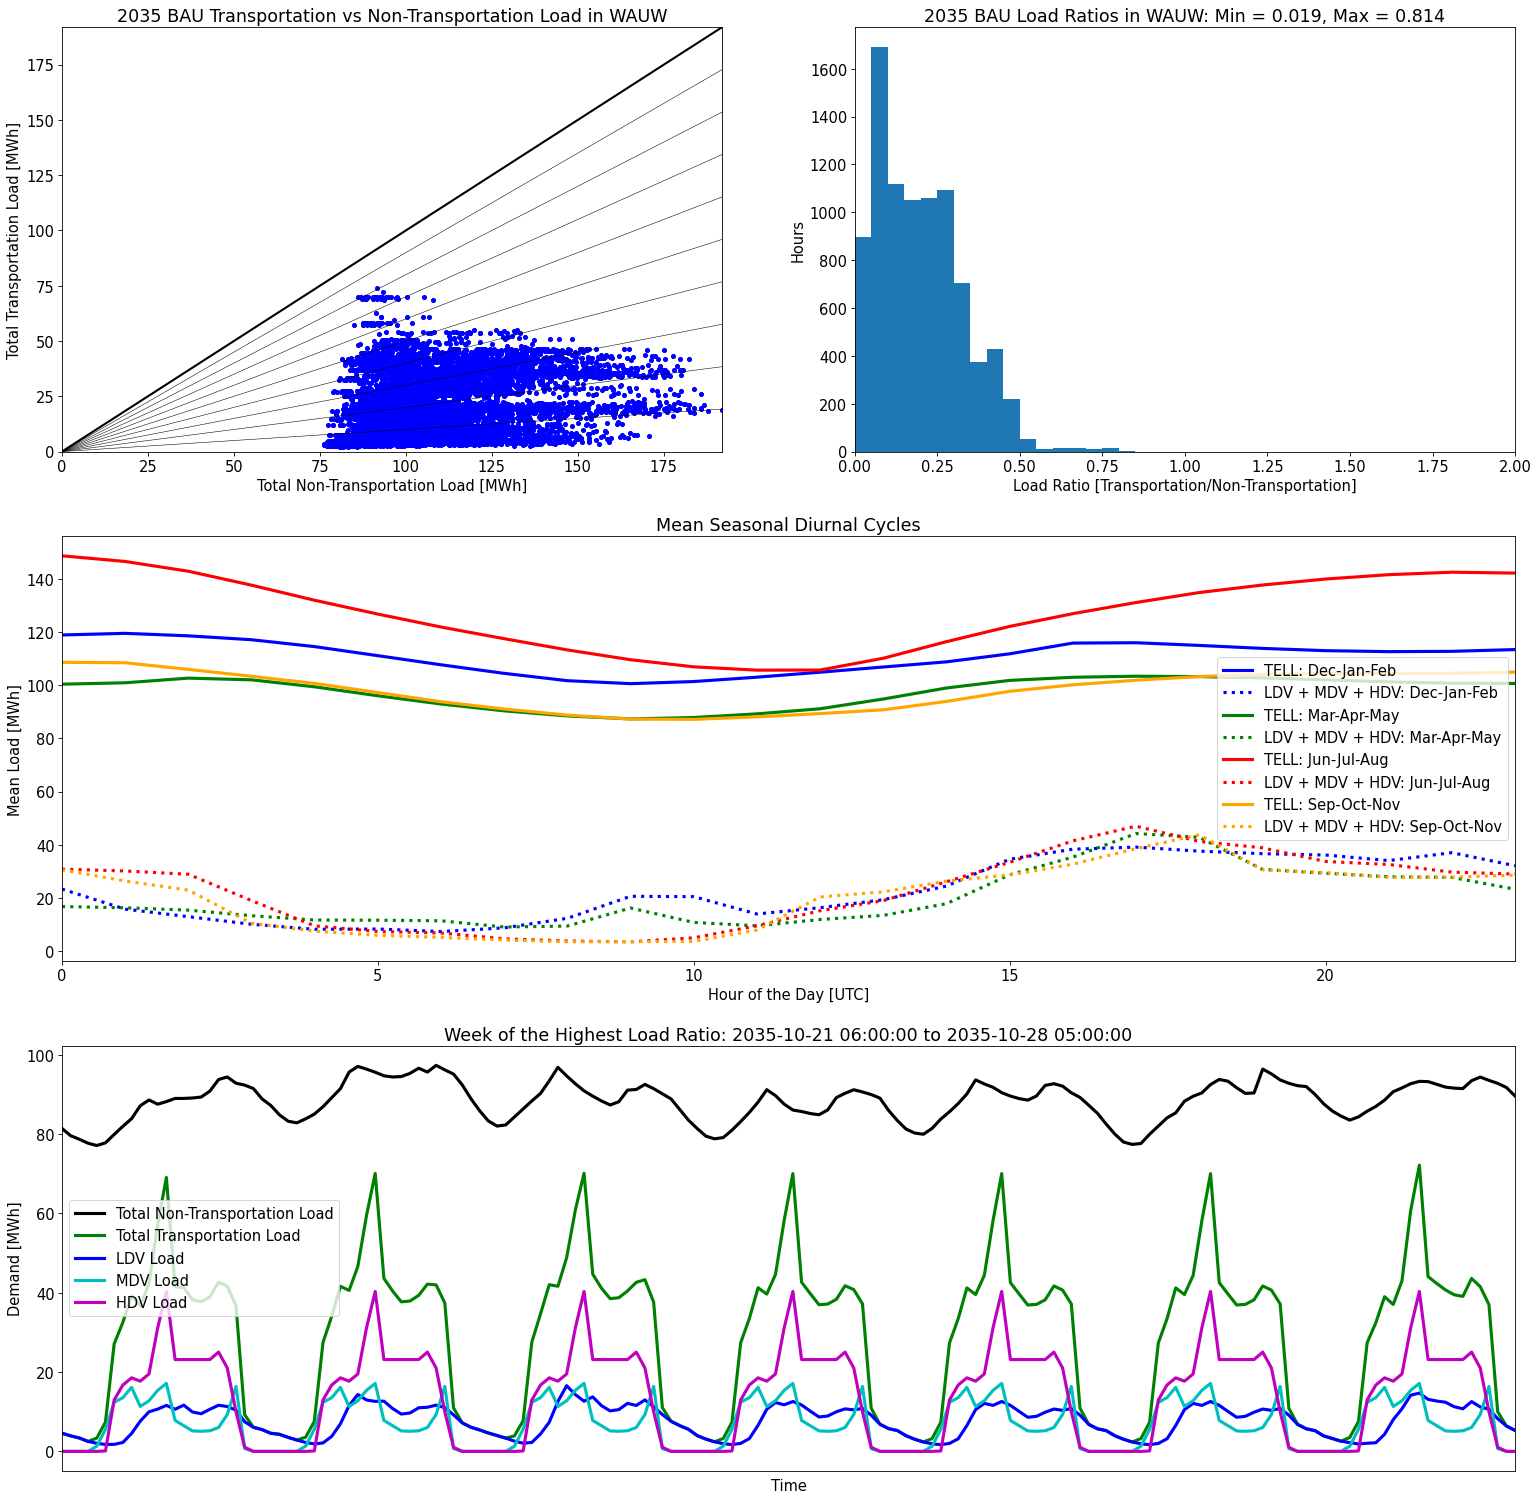 2035 BAU Transportation vs Non-Transportation Load in WAUW
Total Transportation Load [MWh]
175
150
125
100
75
50
25
0
0 25 50 75 100 125 150 175
Total Non-Transportation Load [MWh]
2035 BAU Load Ratios in WAUW: Min = 0.019, Max = 0.814
Hours
1600
1400
1200
1000
800
600
400
200
0
0.00 0.25 0.50 0.75 1.00 1.25 1.50 1.75 2.00
Load Ratio [Transportation/Non-Transportation]
Mean Seasonal Diurnal Cycles
Mean Load [MWh]
140
120
100
80
60
40
20
0
TELL: Dec-Jan-Feb
LDV + MDV + HDV: Dec-Jan-Feb
TELL: Mar-Apr-May
LDV + MDV + HDV: Mar-Apr-May
TELL: Jun-Jul-Aug
LDV + MDV + HDV: Jun-Jul-Aug
TELL: Sep-Oct-Nov
LDV + MDV + HDV: Sep-Oct-Nov
0 5 10 15 20
Hour of the Day [UTC]
Week of the Highest Load Ratio: 2035-10-21 06:00:00 to 2035-10-28 05:00:00
Demand [MWh]
100
80
60
40
20
0
Total Non-Transportation Load
Total Transportation Load
LDV Load
MDV Load
HDV Load
Time